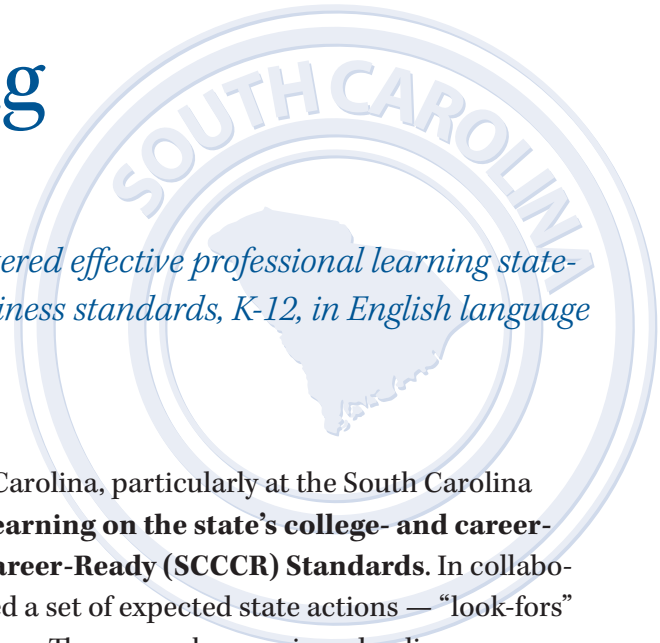 g
SOUTH CAROLINA
ered effective professional learning state-
iness standards, K-12, in English language
Carolina, particularly at the South Carolina
earning on the state’s college- and career-
areer-Ready (SCCCR) Standards. In collabo-
ed a set of expected state actions — “look-fors”